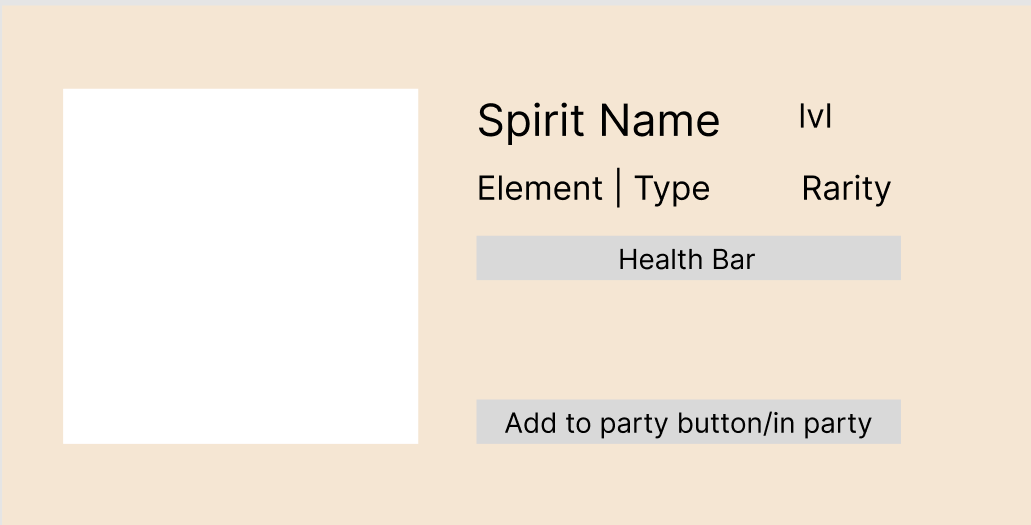 Spirit Name lvl
Element | Type Rarity
Health Bar
Add to party button/in party